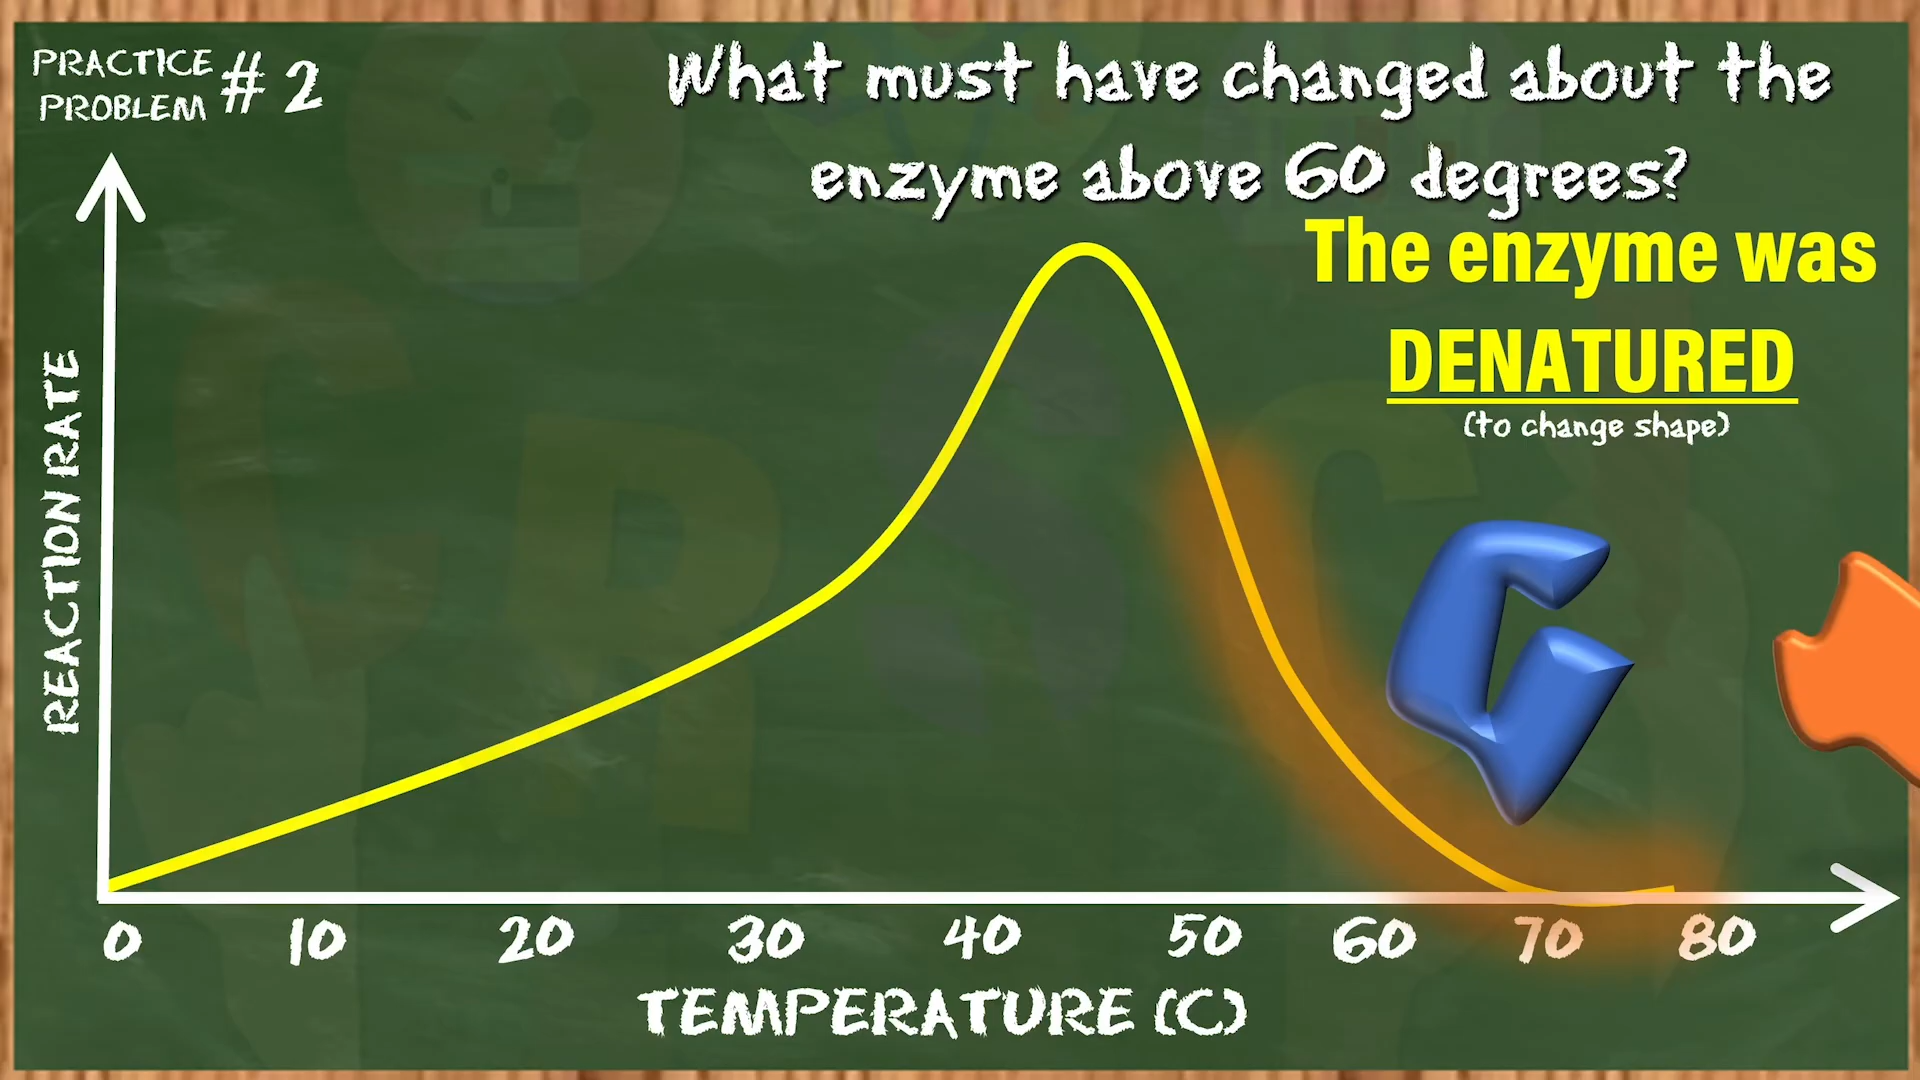 PRACTICE
PROBLEM # 2
What must have changed about the
enzyme above 60 degrees?
The enzyme was
DENATURED
(to change shape)
REACTION RATE
0 10 20 30 40 50 60 70 80
TEMPERATURE (C)